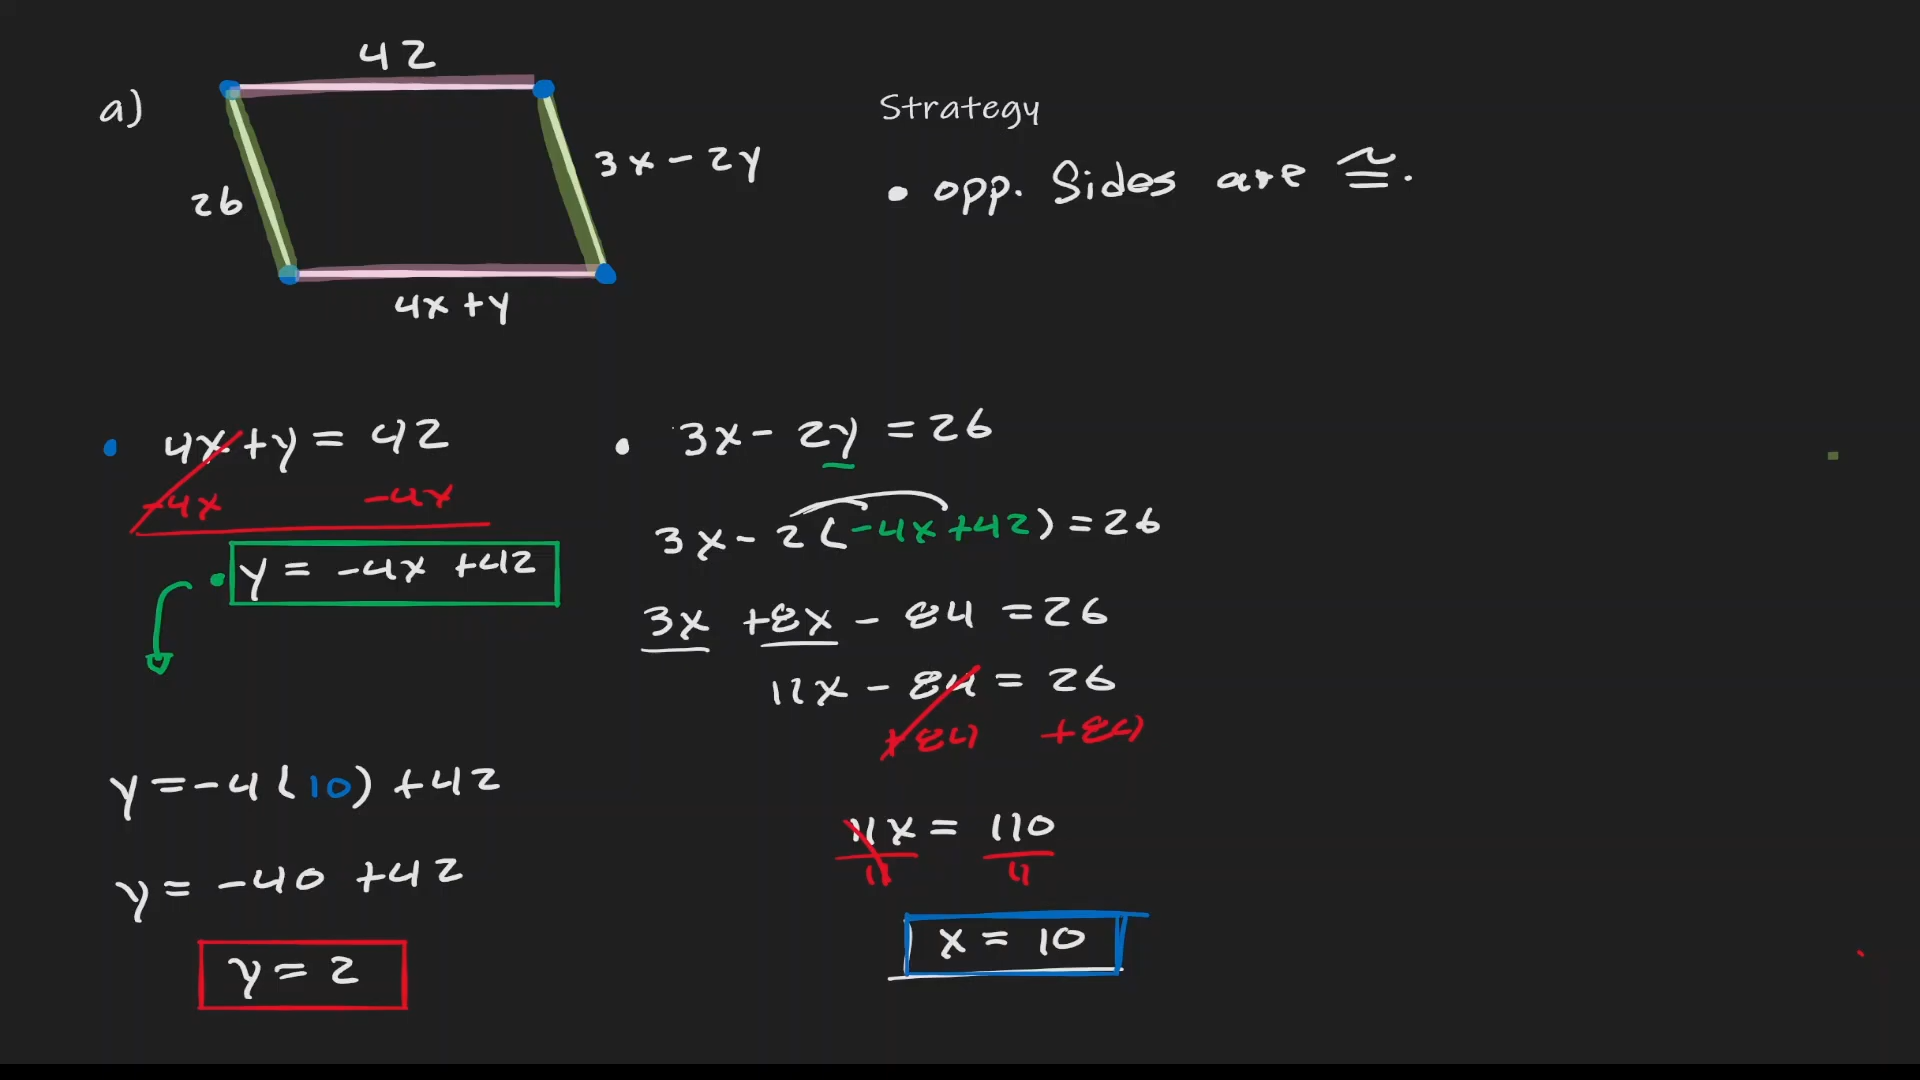 a)
42
26
3x - 2y
4x + y
Strategy
• opp. Sides are ≅.
• 4x + y = 42
-4x -4x
• y = -4x + 42
y = -4(10) + 42
y = -40 + 42
y = 2
• 3x - 2y = 26
3x - 2(-4x + 42) = 26
3x + 8x - 84 = 26
11x - 84 = 26
+84 +84
11x = 110
11 11
x = 10